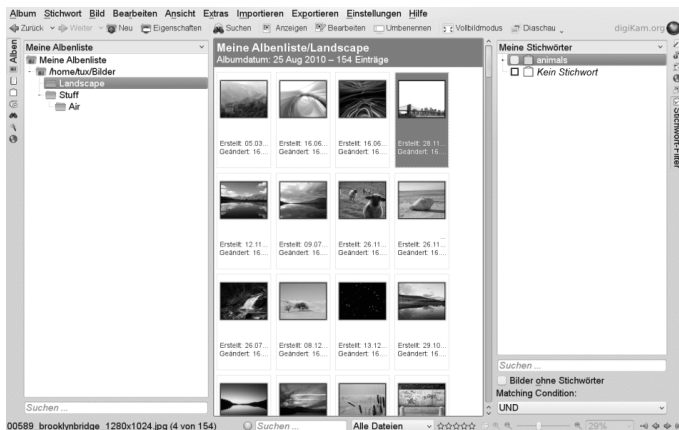 Album Stichwort Bild Bearbeiten Ansicht Extras Importieren Exportieren Einstellungen Hilfe
Zurück Weiter Neu Eigenschaften Suchen Anzeigen Bearbeiten Umbenennen Vollbildmodus Diaschau digiKam.org
Alben
Meine Albenliste
Meine Albenliste
/home/tux/Bilder
Landscape
Stuff
Air
Suchen ...
Meine Albenliste/Landscape
Albumdatum: 25 Aug 2010 – 154 Einträge
Erstellt: 05.03... Erstellt: 16.06... Erstellt: 16.06... Erstellt: 28.11...
Geändert: 16.... Geändert: 16.... Geändert: 16.... Geändert: 16....
Erstellt: 12.11... Erstellt: 09.07... Erstellt: 26.11... Erstellt: 26.11...
Geändert: 16.... Geändert: 16.... Geändert: 16.... Geändert: 16....
Erstellt: 26.07... Erstellt: 08.12... Erstellt: 13.12... Erstellt: 29.10...
Geändert: 16.... Geändert: 16.... Geändert: 16.... Geändert: 16....
Meine Stichwörter
animals
Kein Stichwort
Suchen ...
Bilder ohne Stichwörter
Matching Condition:
UND
Stichwort-Filter
00589_brooklynbridge_1280x1024.jpg (4 von 154) Suchen ... Alle Dateien 29%